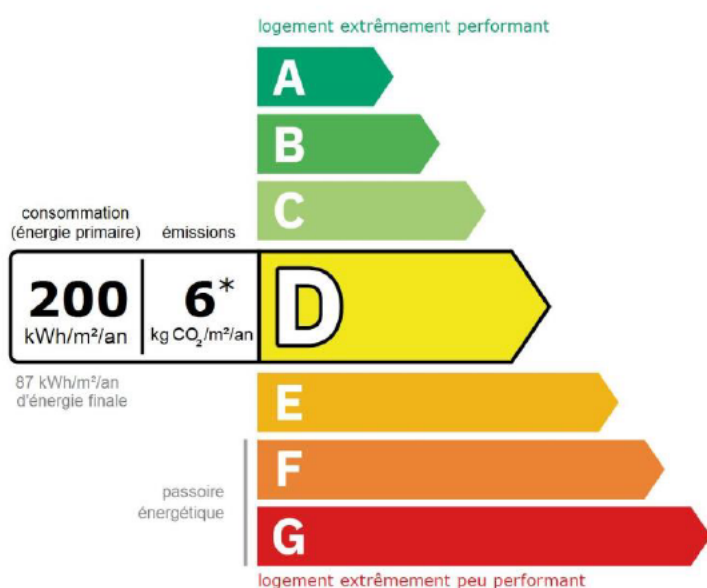 logement extrêmement performant
A
B
C
consommation
(énergie primaire)
émissions
200
kWh/m²/an
6*
kg CO₂/m²/an
D
87 kWh/m²/an
d'énergie finale
E
F
passoire
énergétique
G
logement extrêmement peu performant